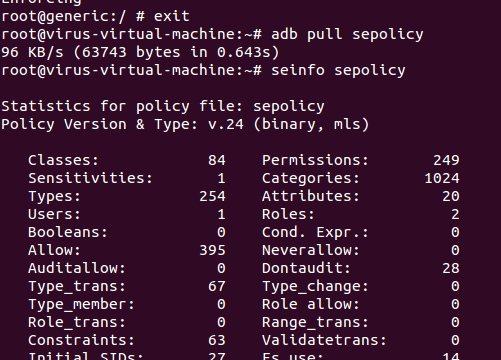 Enforcing
root@generic:/ # exit
root@virus-virtual-machine:~# adb pull sepolicy
96 KB/s (63743 bytes in 0.643s)
root@virus-virtual-machine:~# seinfo sepolicy
Statistics for policy file: sepolicy
Policy Version & Type: v.24 (binary, mls)
Classes: 84 Permissions: 249
Sensitivities: 1 Categories: 1024
Types: 254 Attributes: 20
Users: 1 Roles: 2
Booleans: 0 Cond. Expr.: 0
Allow: 395 Neverallow: 0
Auditallow: 0 Dontaudit: 28
Type_trans: 67 Type_change: 0
Type_member: 0 Role allow: 0
Role_trans: 0 Range_trans: 0
Constraints: 63 Validatetrans: 0
Initial SIDs: 27 Fs_use: 14